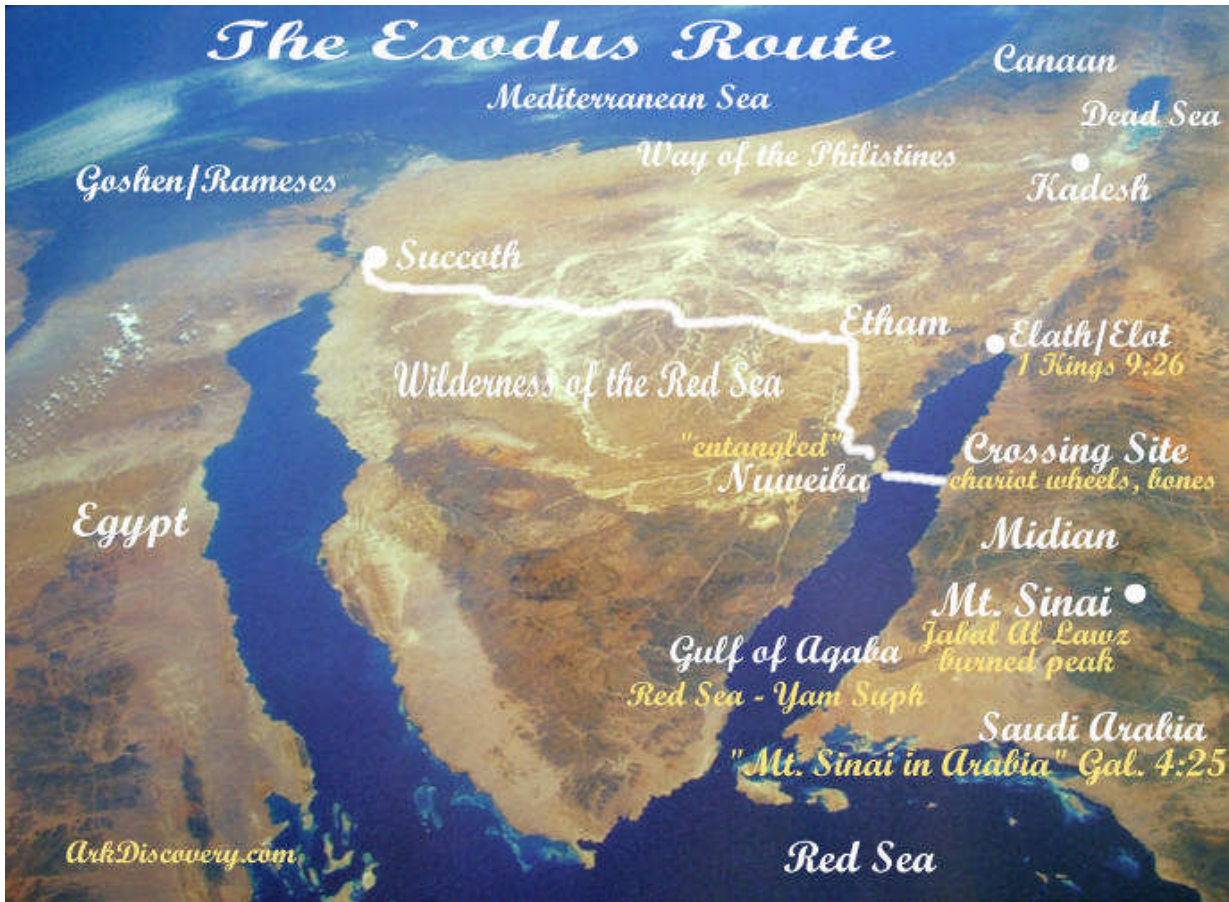 The Exodus Route
Canaan
Mediterranean Sea
Dead Sea
Way of the Philistines
Goshen/Rameses
Kadesh
Succoth
Etham
Elath/Elot
1 Kings 9:26
Wilderness of the Red Sea
"entangled"
Nuweiba
Crossing Site
chariot wheels, bones
Egypt
Midian
Mt. Sinai
Jabal Al Lawz
burned peak
Gulf of Aqaba
Red Sea - Yam Suph
Saudi Arabia
"Mt. Sinai in Arabia" Gal. 4:25
ArkDiscovery.com
Red Sea